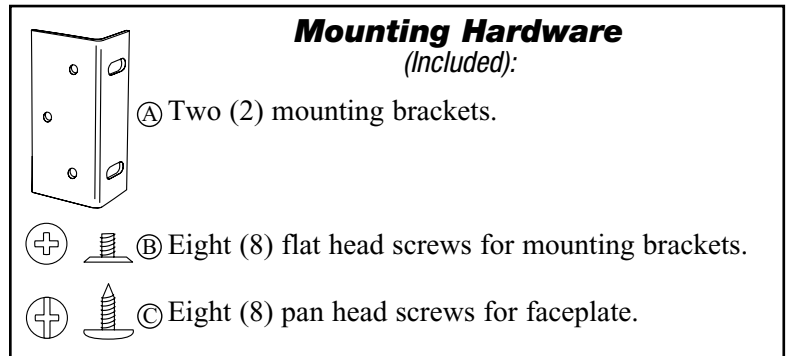 Mounting Hardware
(Included):
Ⓐ Two (2) mounting brackets.
Ⓑ Eight (8) flat head screws for mounting brackets.
Ⓒ Eight (8) pan head screws for faceplate.